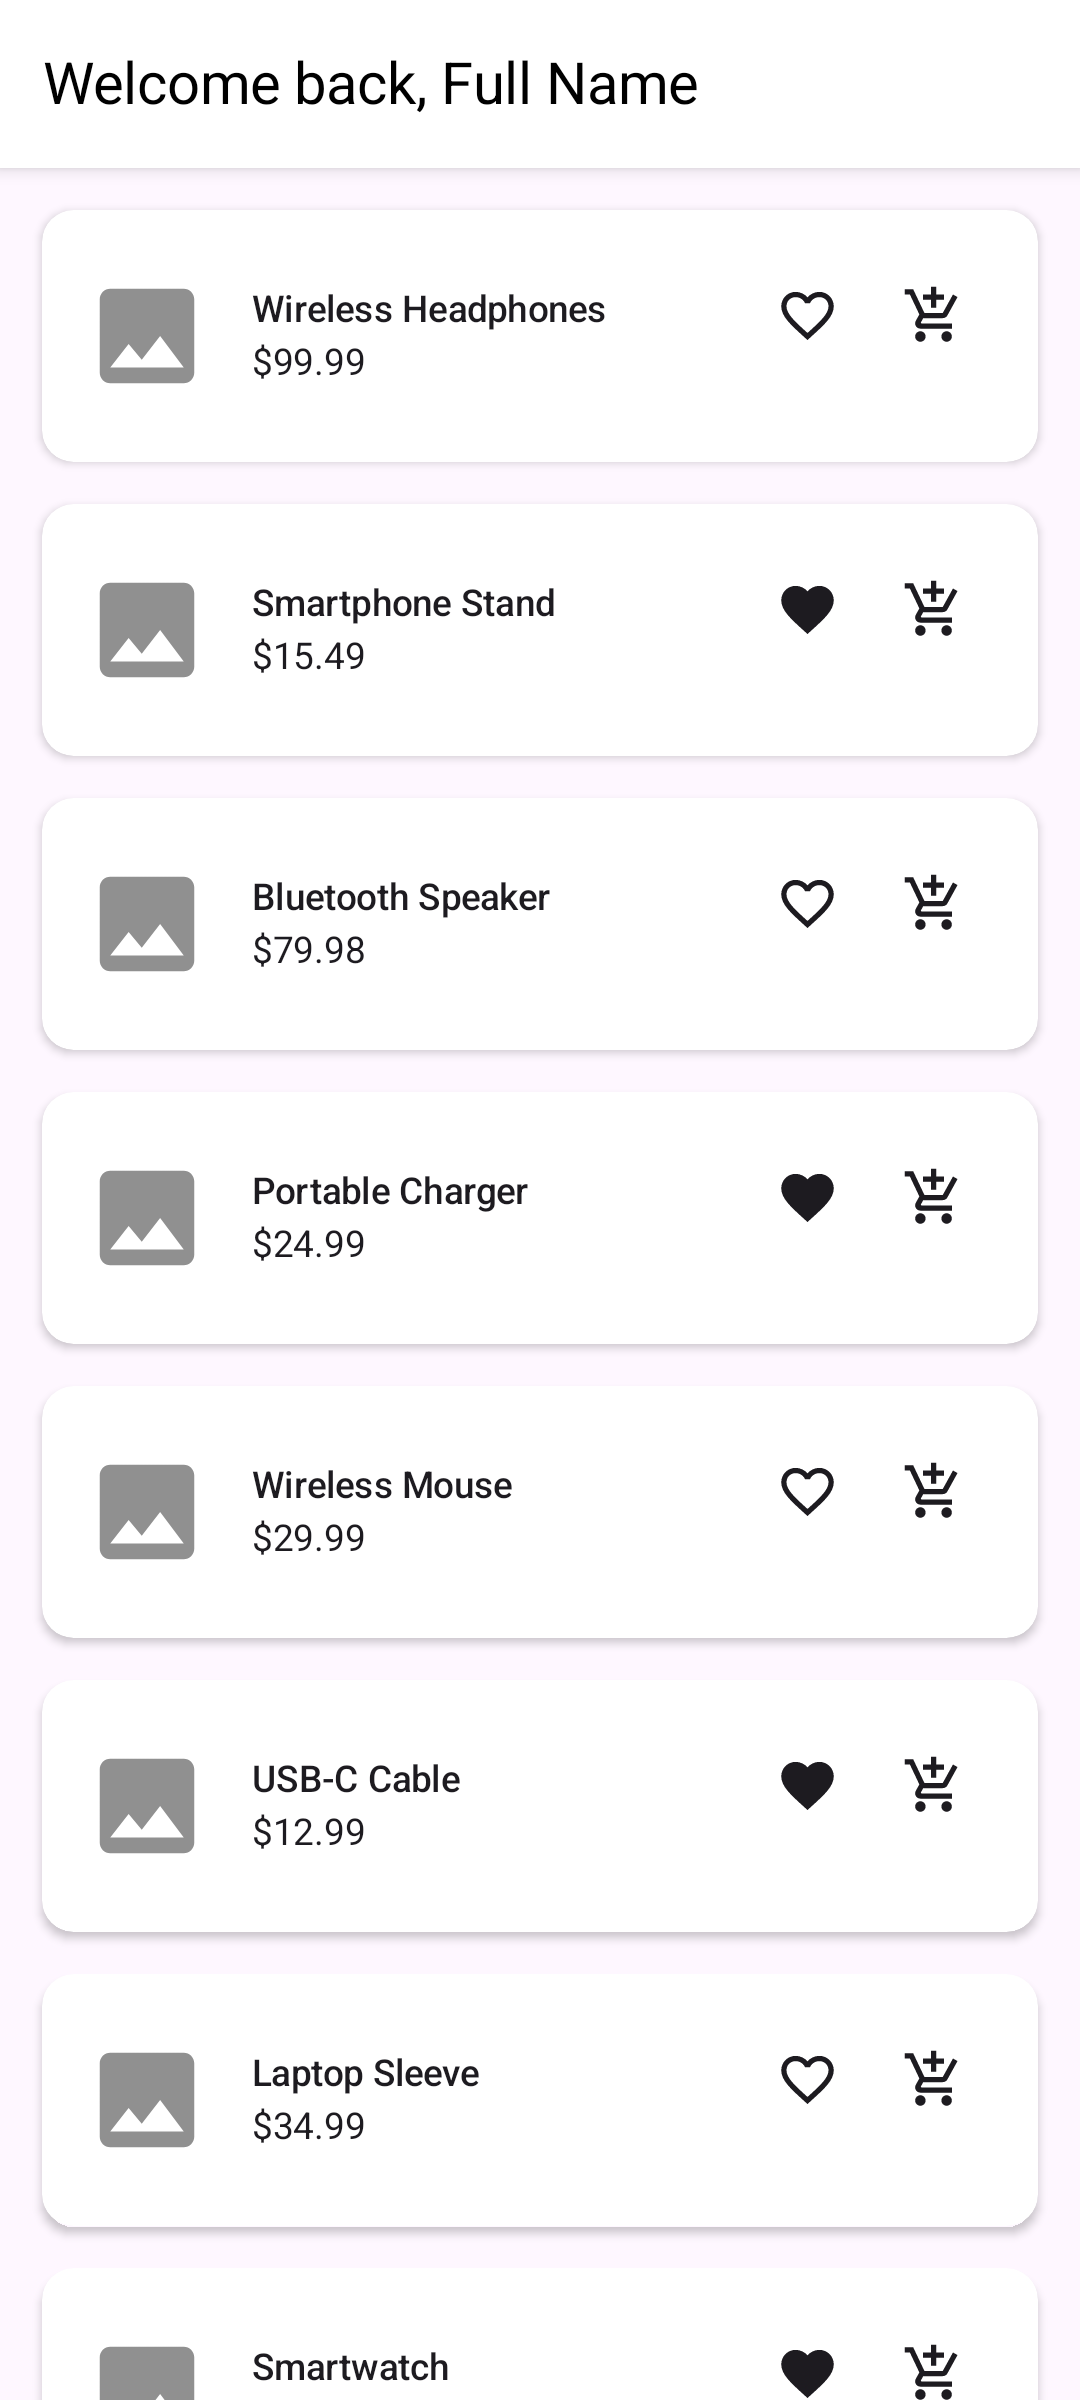 Welcome back, Full Name
Wireless Headphones
$99.99
Smartphone Stand
$15.49
Bluetooth Speaker
$79.98
Portable Charger
$24.99
Wireless Mouse
$29.99
USB-C Cable
$12.99
Laptop Sleeve
$34.99
Smartwatch